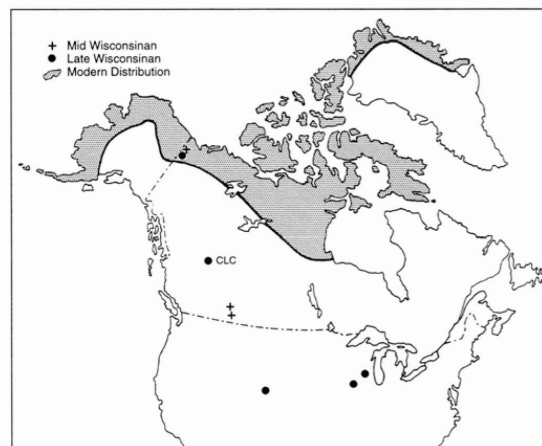 + Mid Wisconsinan
● Late Wisconsinan
Modern Distribution
CLC